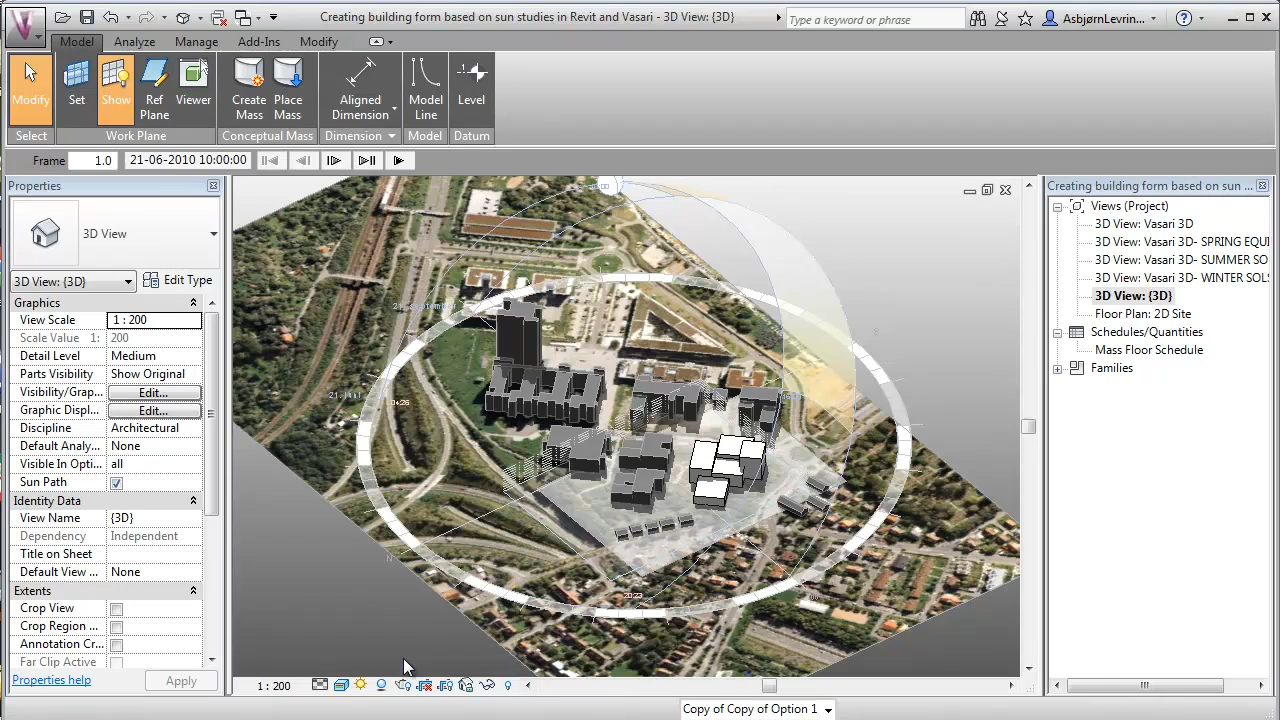 Creating building form based on sun studies in Revit and Vasari - 3D View: {3D}
Type a keyword or phrase
AsbjørnLevrin...
Model Analyze Manage Add-Ins Modify
Modify Set Show Ref Plane Viewer Create Mass Place Mass Aligned Dimension Model Line Level
Select Work Plane Conceptual Mass Dimension Model Datum
Frame 1.0 21-06-2010 10:00:00
Properties
3D View
3D View: {3D} Edit Type
Graphics
View Scale 1 : 200
Scale Value 1: 200
Detail Level Medium
Parts Visibility Show Original
Visibility/Grap... Edit...
Graphic Displ... Edit...
Discipline Architectural
Default Analy... None
Visible In Opti... all
Sun Path
Identity Data
View Name {3D}
Dependency Independent
Title on Sheet
Default View ... None
Extents
Crop View
Crop Region ...
Annotation Cr...
Far Clip Active
Properties help Apply
21. september
04:26
S
N
20:23
1 : 200
Creating building form based on sun ...
Views (Project)
3D View: Vasari 3D
3D View: Vasari 3D- SPRING EQUI
3D View: Vasari 3D- SUMMER SO
3D View: Vasari 3D- WINTER SOLS
3D View: {3D}
Floor Plan: 2D Site
Schedules/Quantities
Mass Floor Schedule
Families
Copy of Copy of Option 1